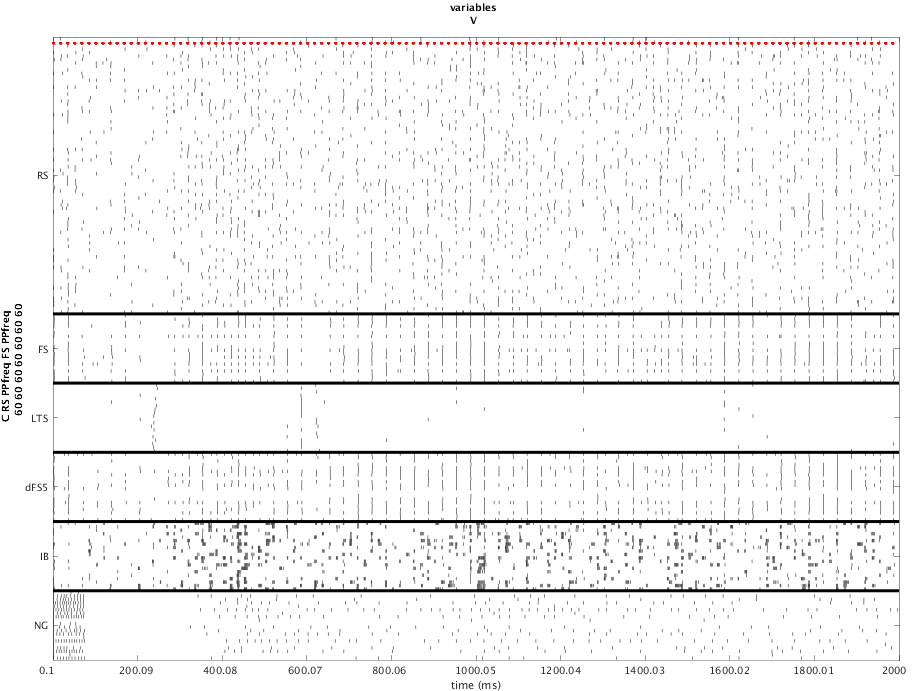 variables
V
C RS PPfreq FS PPfreq
60 60 60 60 60 60 60
RS
FS
LTS
dFS5
IB
NG
0.1 200.09 400.08 600.07 800.06 1000.05 1200.04 1400.03 1600.02 1800.01 2000
time (ms)